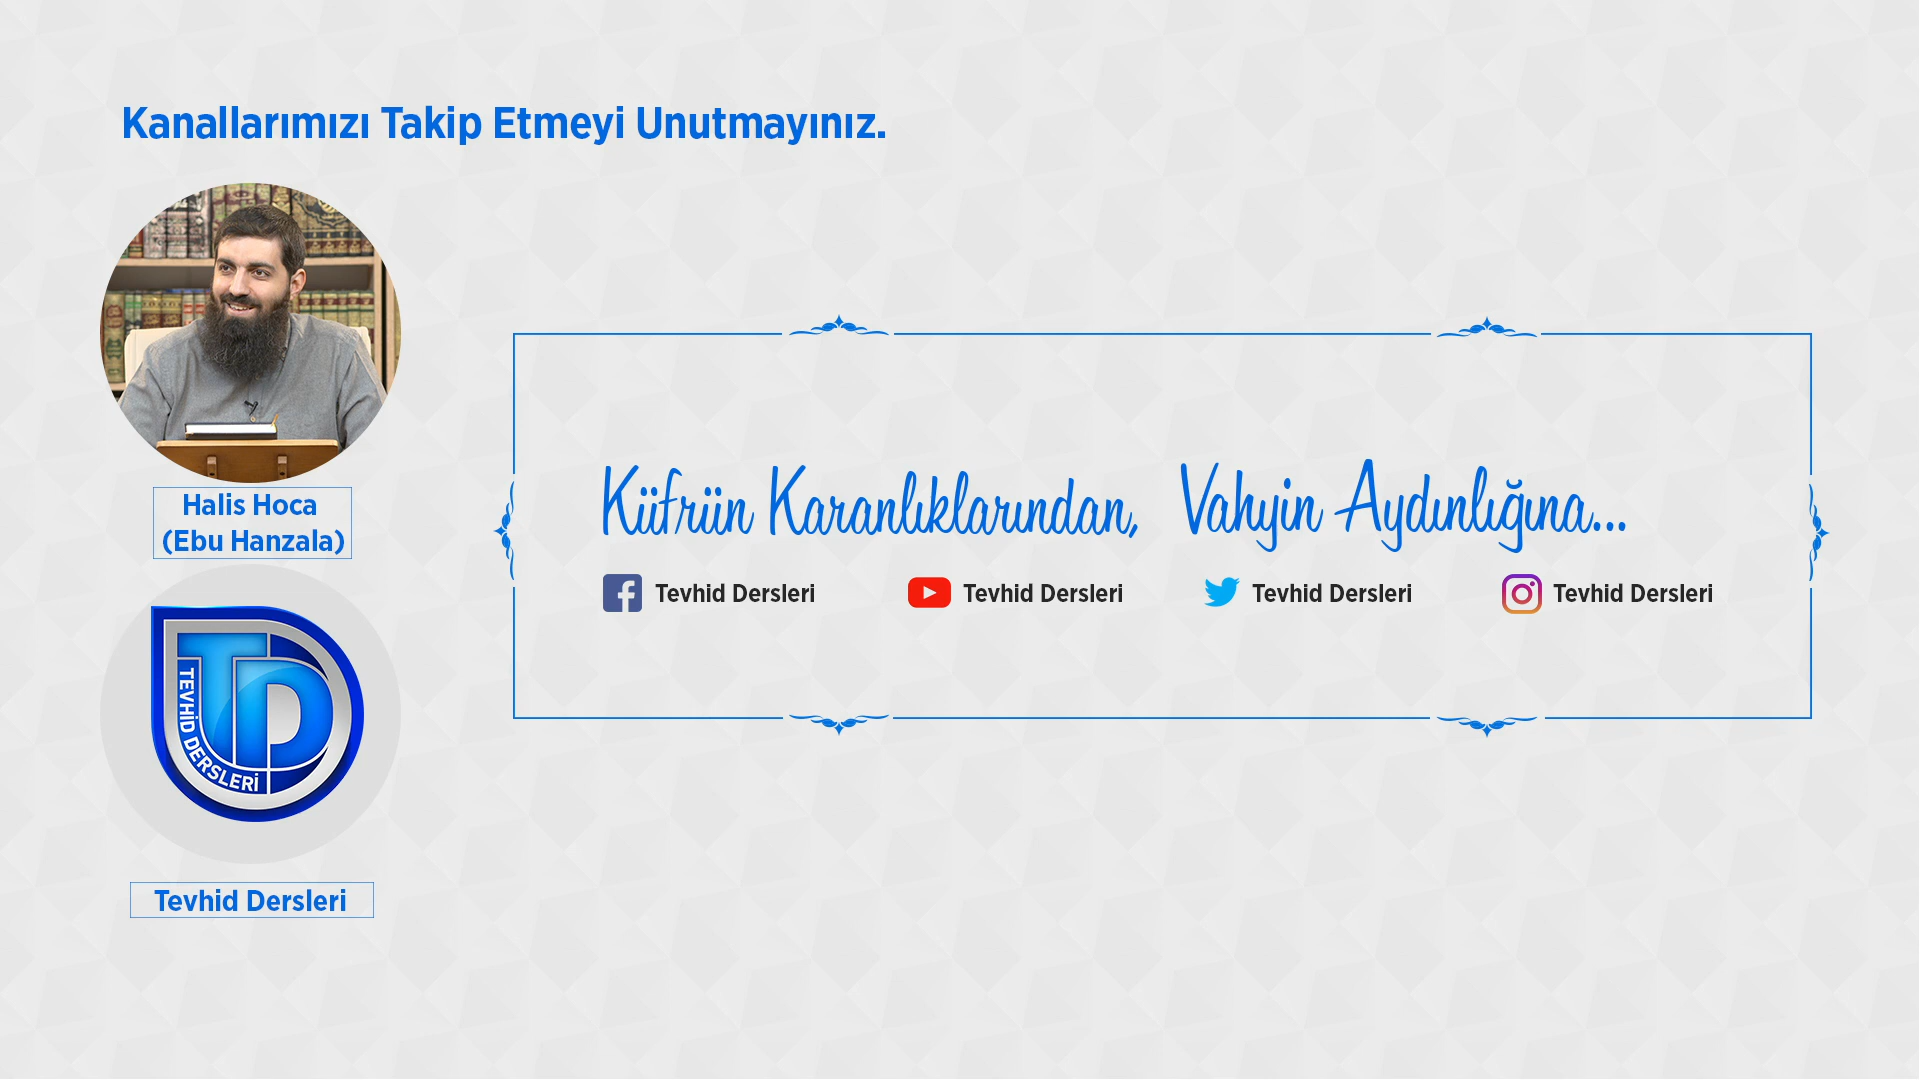 Kanallarımızı Takip Etmeyi Unutmayınız.
Halis Hoca
(Ebu Hanzala)
TD
TEVHİD DERSLERİ
Tevhid Dersleri
Küfrün Karanlıklarından, Vahyin Aydınlığına...
Tevhid Dersleri Tevhid Dersleri Tevhid Dersleri Tevhid Dersleri